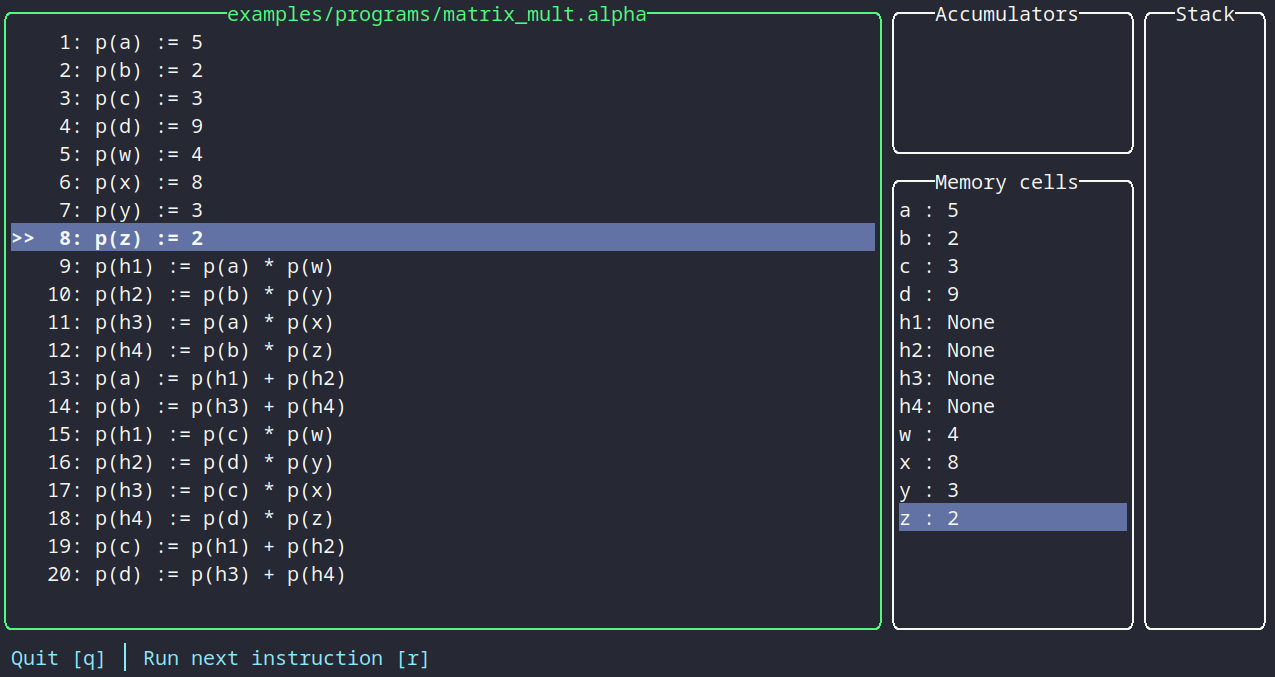 examples/programs/matrix_mult.alpha
1: p(a) := 5
2: p(b) := 2
3: p(c) := 3
4: p(d) := 9
5: p(w) := 4
6: p(x) := 8
7: p(y) := 3
>> 8: p(z) := 2
9: p(h1) := p(a) * p(w)
10: p(h2) := p(b) * p(y)
11: p(h3) := p(a) * p(x)
12: p(h4) := p(b) * p(z)
13: p(a) := p(h1) + p(h2)
14: p(b) := p(h3) + p(h4)
15: p(h1) := p(c) * p(w)
16: p(h2) := p(d) * p(y)
17: p(h3) := p(c) * p(x)
18: p(h4) := p(d) * p(z)
19: p(c) := p(h1) + p(h2)
20: p(d) := p(h3) + p(h4)
Accumulators
Memory cells
a : 5
b : 2
c : 3
d : 9
h1: None
h2: None
h3: None
h4: None
w : 4
x : 8
y : 3
z : 2
Stack
Quit [q] │ Run next instruction [r]